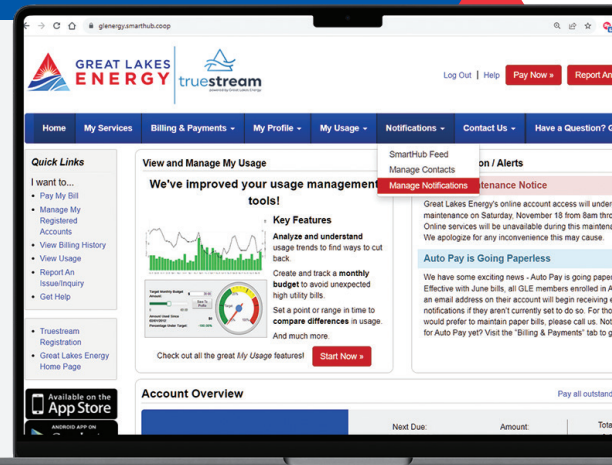 glenergy.smarthub.coop
GREAT LAKES
ENERGY
truestream
Log Out | Help
Pay Now »
Report An
Home
My Services
Billing & Payments
My Profile
My Usage
Notifications
Contact Us
Have a Question?
SmartHub Feed
Manage Contacts
Manage Notifications
Quick Links
I want to...
• Pay My Bill
• Manage My
Registered
Accounts
• View Billing History
• View Usage
• Report An
Issue/Inquiry
• Get Help
• Truestream
Registration
• Great Lakes Energy
Home Page
Available on the
App Store
ANDROID APP ON
View and Manage My Usage
We've improved your usage management
tools!
Key Features
Analyze and understand
usage trends to find ways to cut
back.
Create and track a monthly
budget to avoid unexpected
high utility bills.
Set a point or range in time to
compare differences in usage.
And much more.
Check out all the great My Usage features!
Start Now »
on / Alerts
tenance Notice
Great Lakes Energy's online account access will under
maintenance on Saturday, November 18 from 8am thr
Online services will be unavailable during this mainten
We apologize for any inconvenience this may cause.
Auto Pay is Going Paperless
We have some exciting news - Auto Pay is going pape
Effective with June bills, all GLE members enrolled in A
an email address on their account will begin receiving e
notifications if they aren't currently set to do so. For tho
would prefer to maintain paper bills, please call us. Not
for Auto Pay yet? Visit the "Billing & Payments" tab to g
Account Overview
Pay all outstand
Next Due:
Amount:
Tota